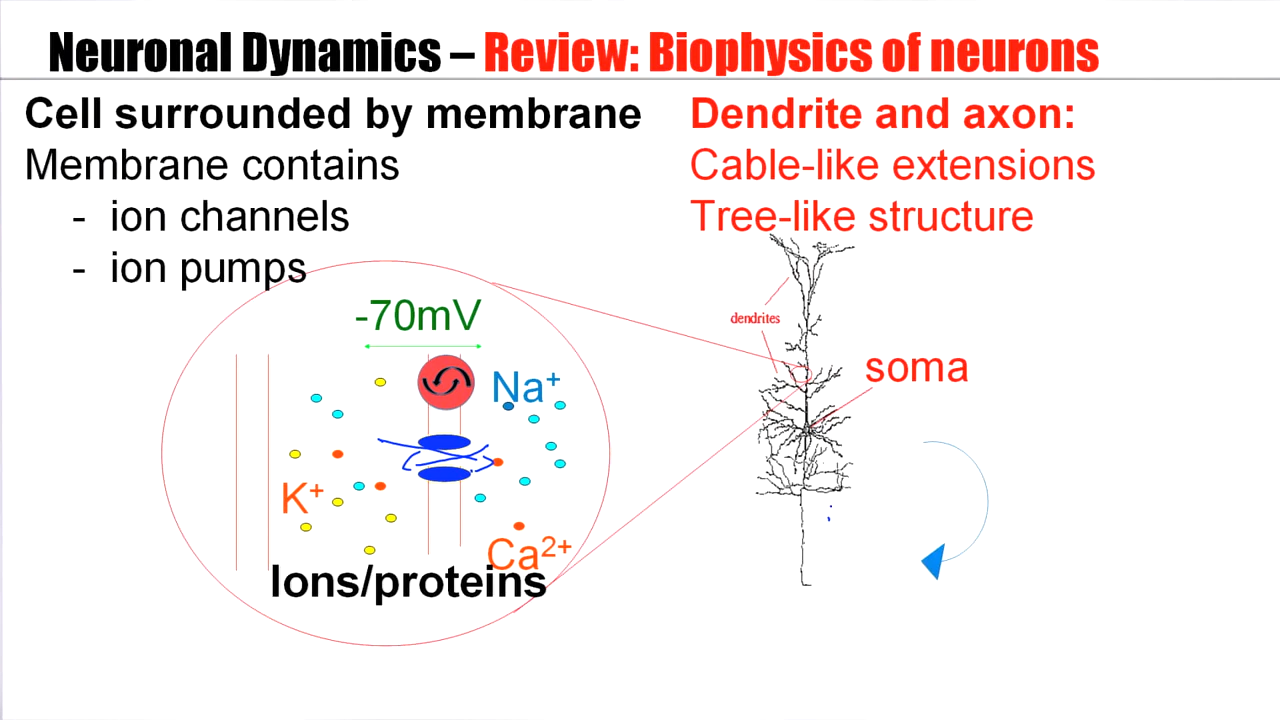 Neuronal Dynamics – Review: Biophysics of neurons
Cell surrounded by membrane
Membrane contains
- ion channels
- ion pumps
Dendrite and axon:
Cable-like extensions
Tree-like structure
-70mV
Na+
K+
Ca2+
Ions/proteins
dendrites
soma